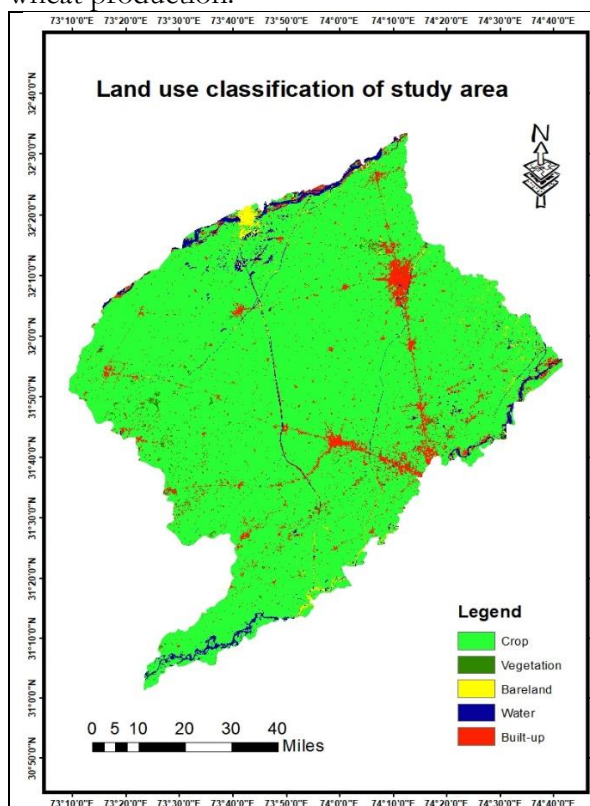 wheat production.
73°10'0"E 73°20'0"E 73°30'0"E 73°40'0"E 73°50'0"E 74°0'0"E 74°10'0"E 74°20'0"E 74°30'0"E 74°40'0"E
Land use classification of study area
N
32°40'0"N
32°30'0"N
32°20'0"N
32°10'0"N
32°0'0"N
31°50'0"N
31°40'0"N
31°30'0"N
31°20'0"N
31°10'0"N
31°0'0"N
30°50'0"N
Legend
Crop
Vegetation
Bareland
Water
Built-up
0 5 10 20 30 40
Miles
73°10'0"E 73°20'0"E 73°30'0"E 73°40'0"E 73°50'0"E 74°0'0"E 74°10'0"E 74°20'0"E 74°30'0"E 74°40'0"E